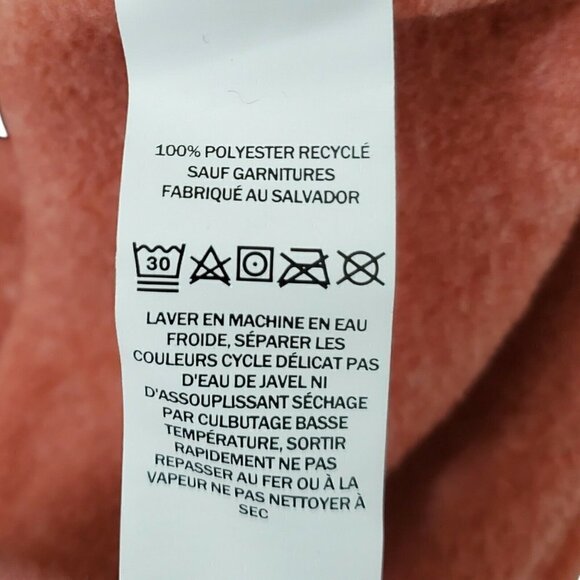 100% POLYESTER RECYCLÉ
SAUF GARNITURES
FABRIQUÉ AU SALVADOR
30
LAVER EN MACHINE EN EAU
FROIDE, SÉPARER LES
COULEURS CYCLE DÉLICAT PAS
D'EAU DE JAVEL NI
D'ASSOUPLISSANT SÉCHAGE
PAR CULBUTAGE BASSE
TEMPÉRATURE, SORTIR
RAPIDEMENT NE PAS
REPASSER AU FER OU À LA
VAPEUR NE PAS NETTOYER À
SEC